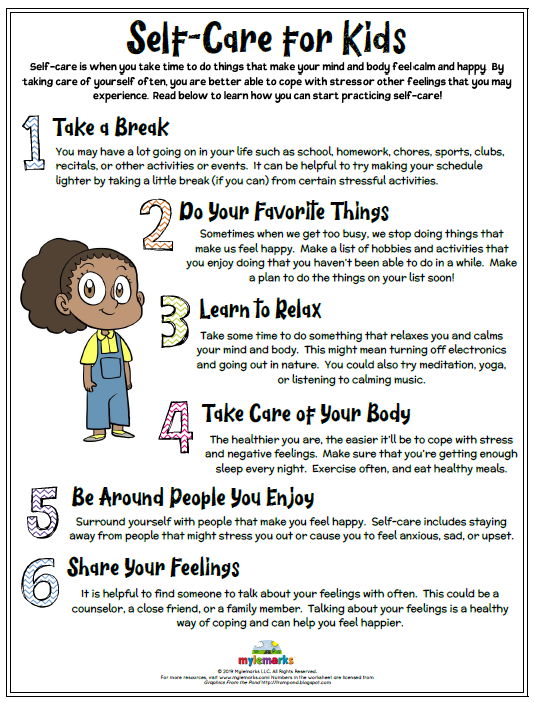 Self-Care for Kids
Self-care is when you take time to do things that make your mind and body feel calm and happy. By
taking care of yourself often, you are better able to cope with stress or other feelings that you may
experience. Read below to learn how you can start practicing self-care!
1 Take a Break
You may have a lot going on in your life such as school, homework, chores, sports, clubs,
recitals, or other activities or events. It can be helpful to try making your schedule
lighter by taking a little break (if you can) from certain stressful activities.
2 Do Your Favorite Things
Sometimes when we get too busy, we stop doing things that
make us feel happy. Make a list of hobbies and activities that
you enjoy doing that you haven't been able to do in a while. Make
a plan to do the things on your list soon!
3 Learn to Relax
Take some time to do something that relaxes you and calms
your mind and body. This might mean turning off electronics
and going out in nature. You could also try meditation, yoga,
or listening to calming music.
4 Take Care of Your Body
The healthier you are, the easier it'll be to cope with stress
and negative feelings. Make sure that you're getting enough
sleep every night. Exercise often, and eat healthy meals.
5 Be Around People You Enjoy
Surround yourself with people that make you feel happy. Self-care includes staying
away from people that might stress you out or cause you to feel anxious, sad, or upset.
6 Share Your Feelings
It is helpful to find someone to talk about your feelings with often. This could be a
counselor, a close friend, or a family member. Talking about your feelings is a healthy
way of coping and can help you feel happier.
mylemarks
© 2019 Mylemarks LLC. All Rights Reserved.
For more resources, visit www.mylemarks.com! Numbers in the worksheet are licensed from
Graphics From the Pond http://frompond.blogspot.com